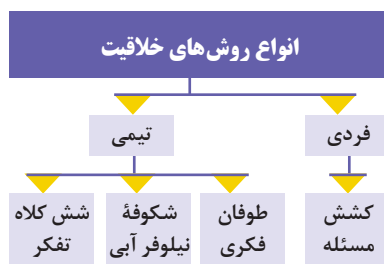 انواع روش‌های خلاقیت
فردی
تیمی
کشش
مسئله
طوفان
فکری
شکوفهٔ
نیلوفر آبی
شش کلاه
تفکر